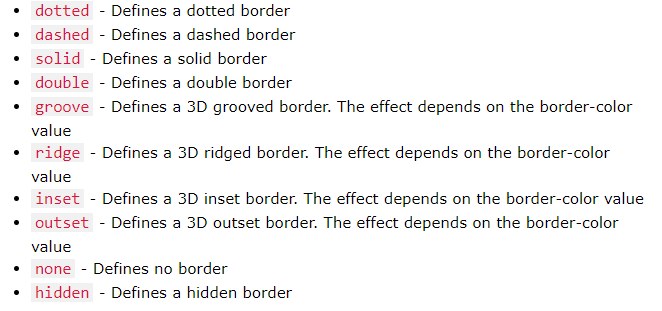 dotted - Defines a dotted border
dashed - Defines a dashed border
solid - Defines a solid border
double - Defines a double border
groove - Defines a 3D grooved border. The effect depends on the border-color
value
ridge - Defines a 3D ridged border. The effect depends on the border-color
value
inset - Defines a 3D inset border. The effect depends on the border-color value
outset - Defines a 3D outset border. The effect depends on the border-color
value
none - Defines no border
hidden - Defines a hidden border